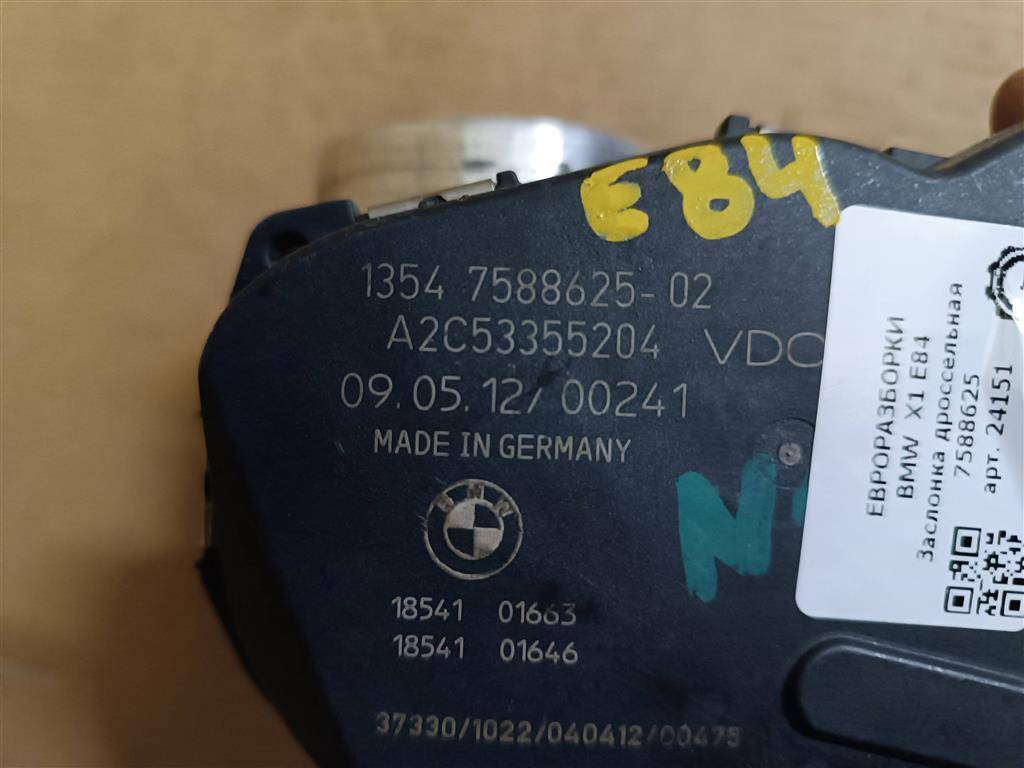 E84
1354 7588625-02
A2C53355204 VDO
09.05.12/00241
MADE IN GERMANY
BMW
18541 01663
18541 01646
37330/1022/040412/00475
ЕВРОРАЗБОРКИ
BMW X1 E84
Заслонка дроссельная
7588625
арт. 24151